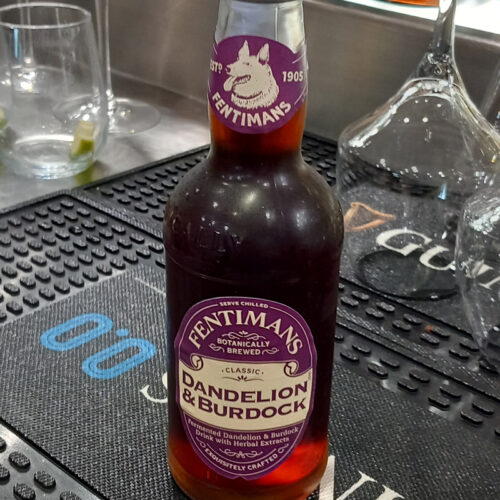 ESTD 1905
FENTIMANS
GUI
0.0
SERVE CHILLED
FENTIMANS
BOTANICALLY
BREWED
CLASSIC
DANDELION
& BURDOCK
Fermented Dandelion & Burdock
Drink with Herbal Extracts
EXQUISITELY CRAFTED